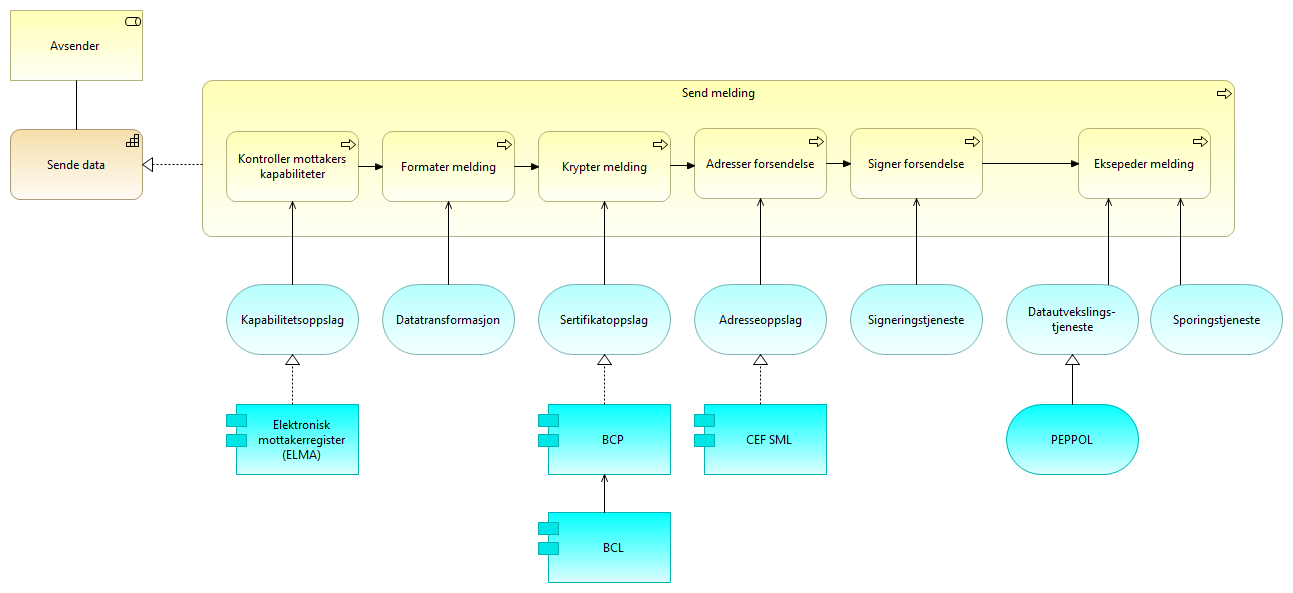 Avsender
Sende data
Send melding
Kontroller mottakers
kapabiliteter
Formater melding
Krypter melding
Adresser forsendelse
Signer forsendelse
Eksepeder melding
Kapabilitetsoppslag
Datatransformasjon
Sertifikatoppslag
Adresseoppslag
Signeringstjeneste
Datautvekslings-
tjeneste
Sporingstjeneste
Elektronisk
mottakerregister
(ELMA)
BCP
CEF SML
PEPPOL
BCL